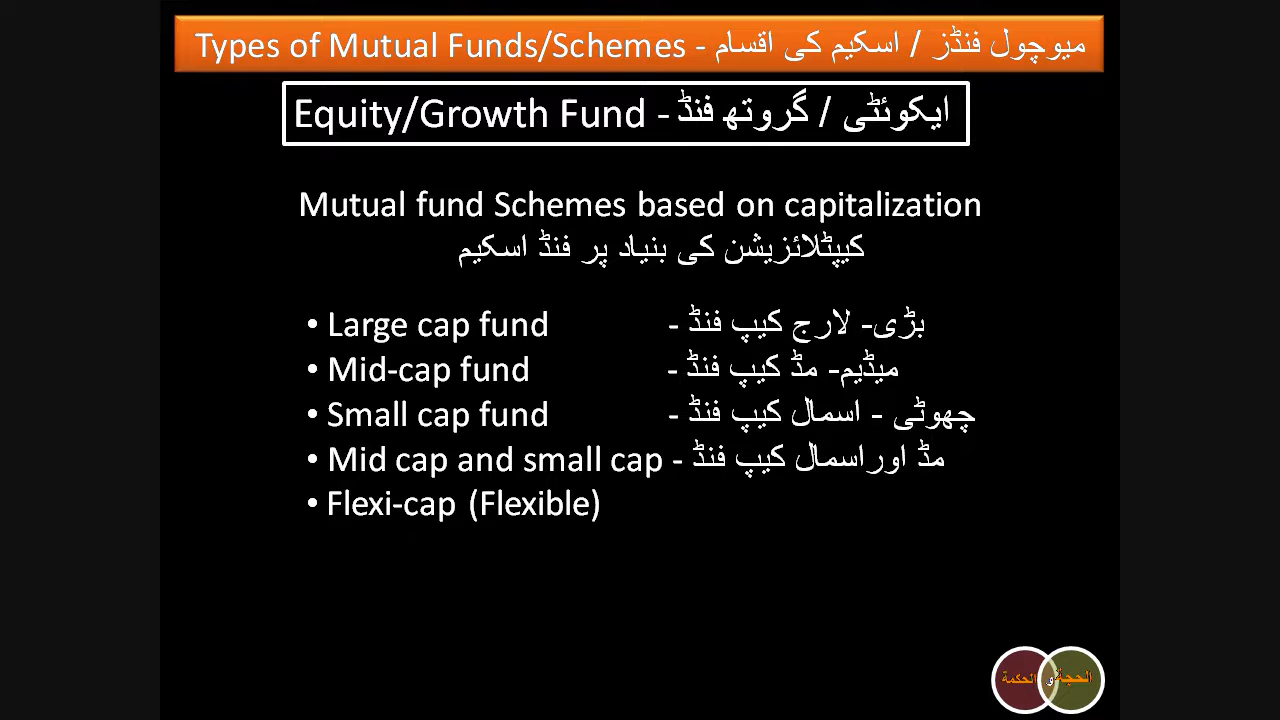 Types of Mutual Funds/Schemes - میوچول فنڈز / اسکیم کی اقسام
Equity/Growth Fund - ایکوئٹی / گروتھ فنڈ
Mutual fund Schemes based on capitalization
کیپٹلائزیشن کی بنیاد پر فنڈ اسکیم
• Large cap fund - بڑی- لارج کیپ فنڈ
• Mid-cap fund - میڈیم- مڈ کیپ فنڈ
• Small cap fund - چھوٹی - اسمال کیپ فنڈ
• Mid cap and small cap - مڈ اوراسمال کیپ فنڈ
• Flexi-cap (Flexible)
الحجة و الحكمة